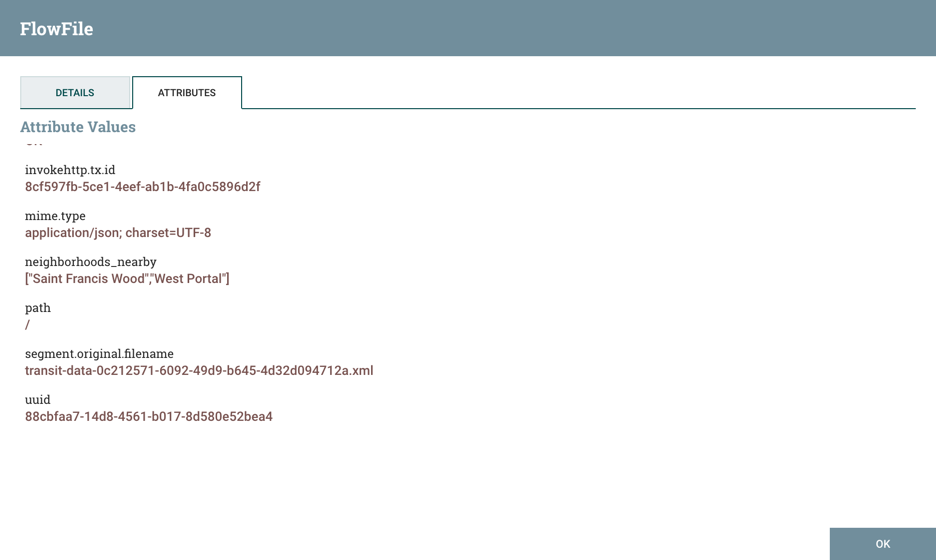 FlowFile
DETAILS
ATTRIBUTES
Attribute Values
invokehttp.tx.id
8cf597fb-5ce1-4eef-ab1b-4fa0c5896d2f
mime.type
application/json; charset=UTF-8
neighborhoods_nearby
["Saint Francis Wood","West Portal"]
path
/
segment.original.filename
transit-data-0c212571-6092-49d9-b645-4d32d094712a.xml
uuid
88cbfaa7-14d8-4561-b017-8d580e52bea4
OK